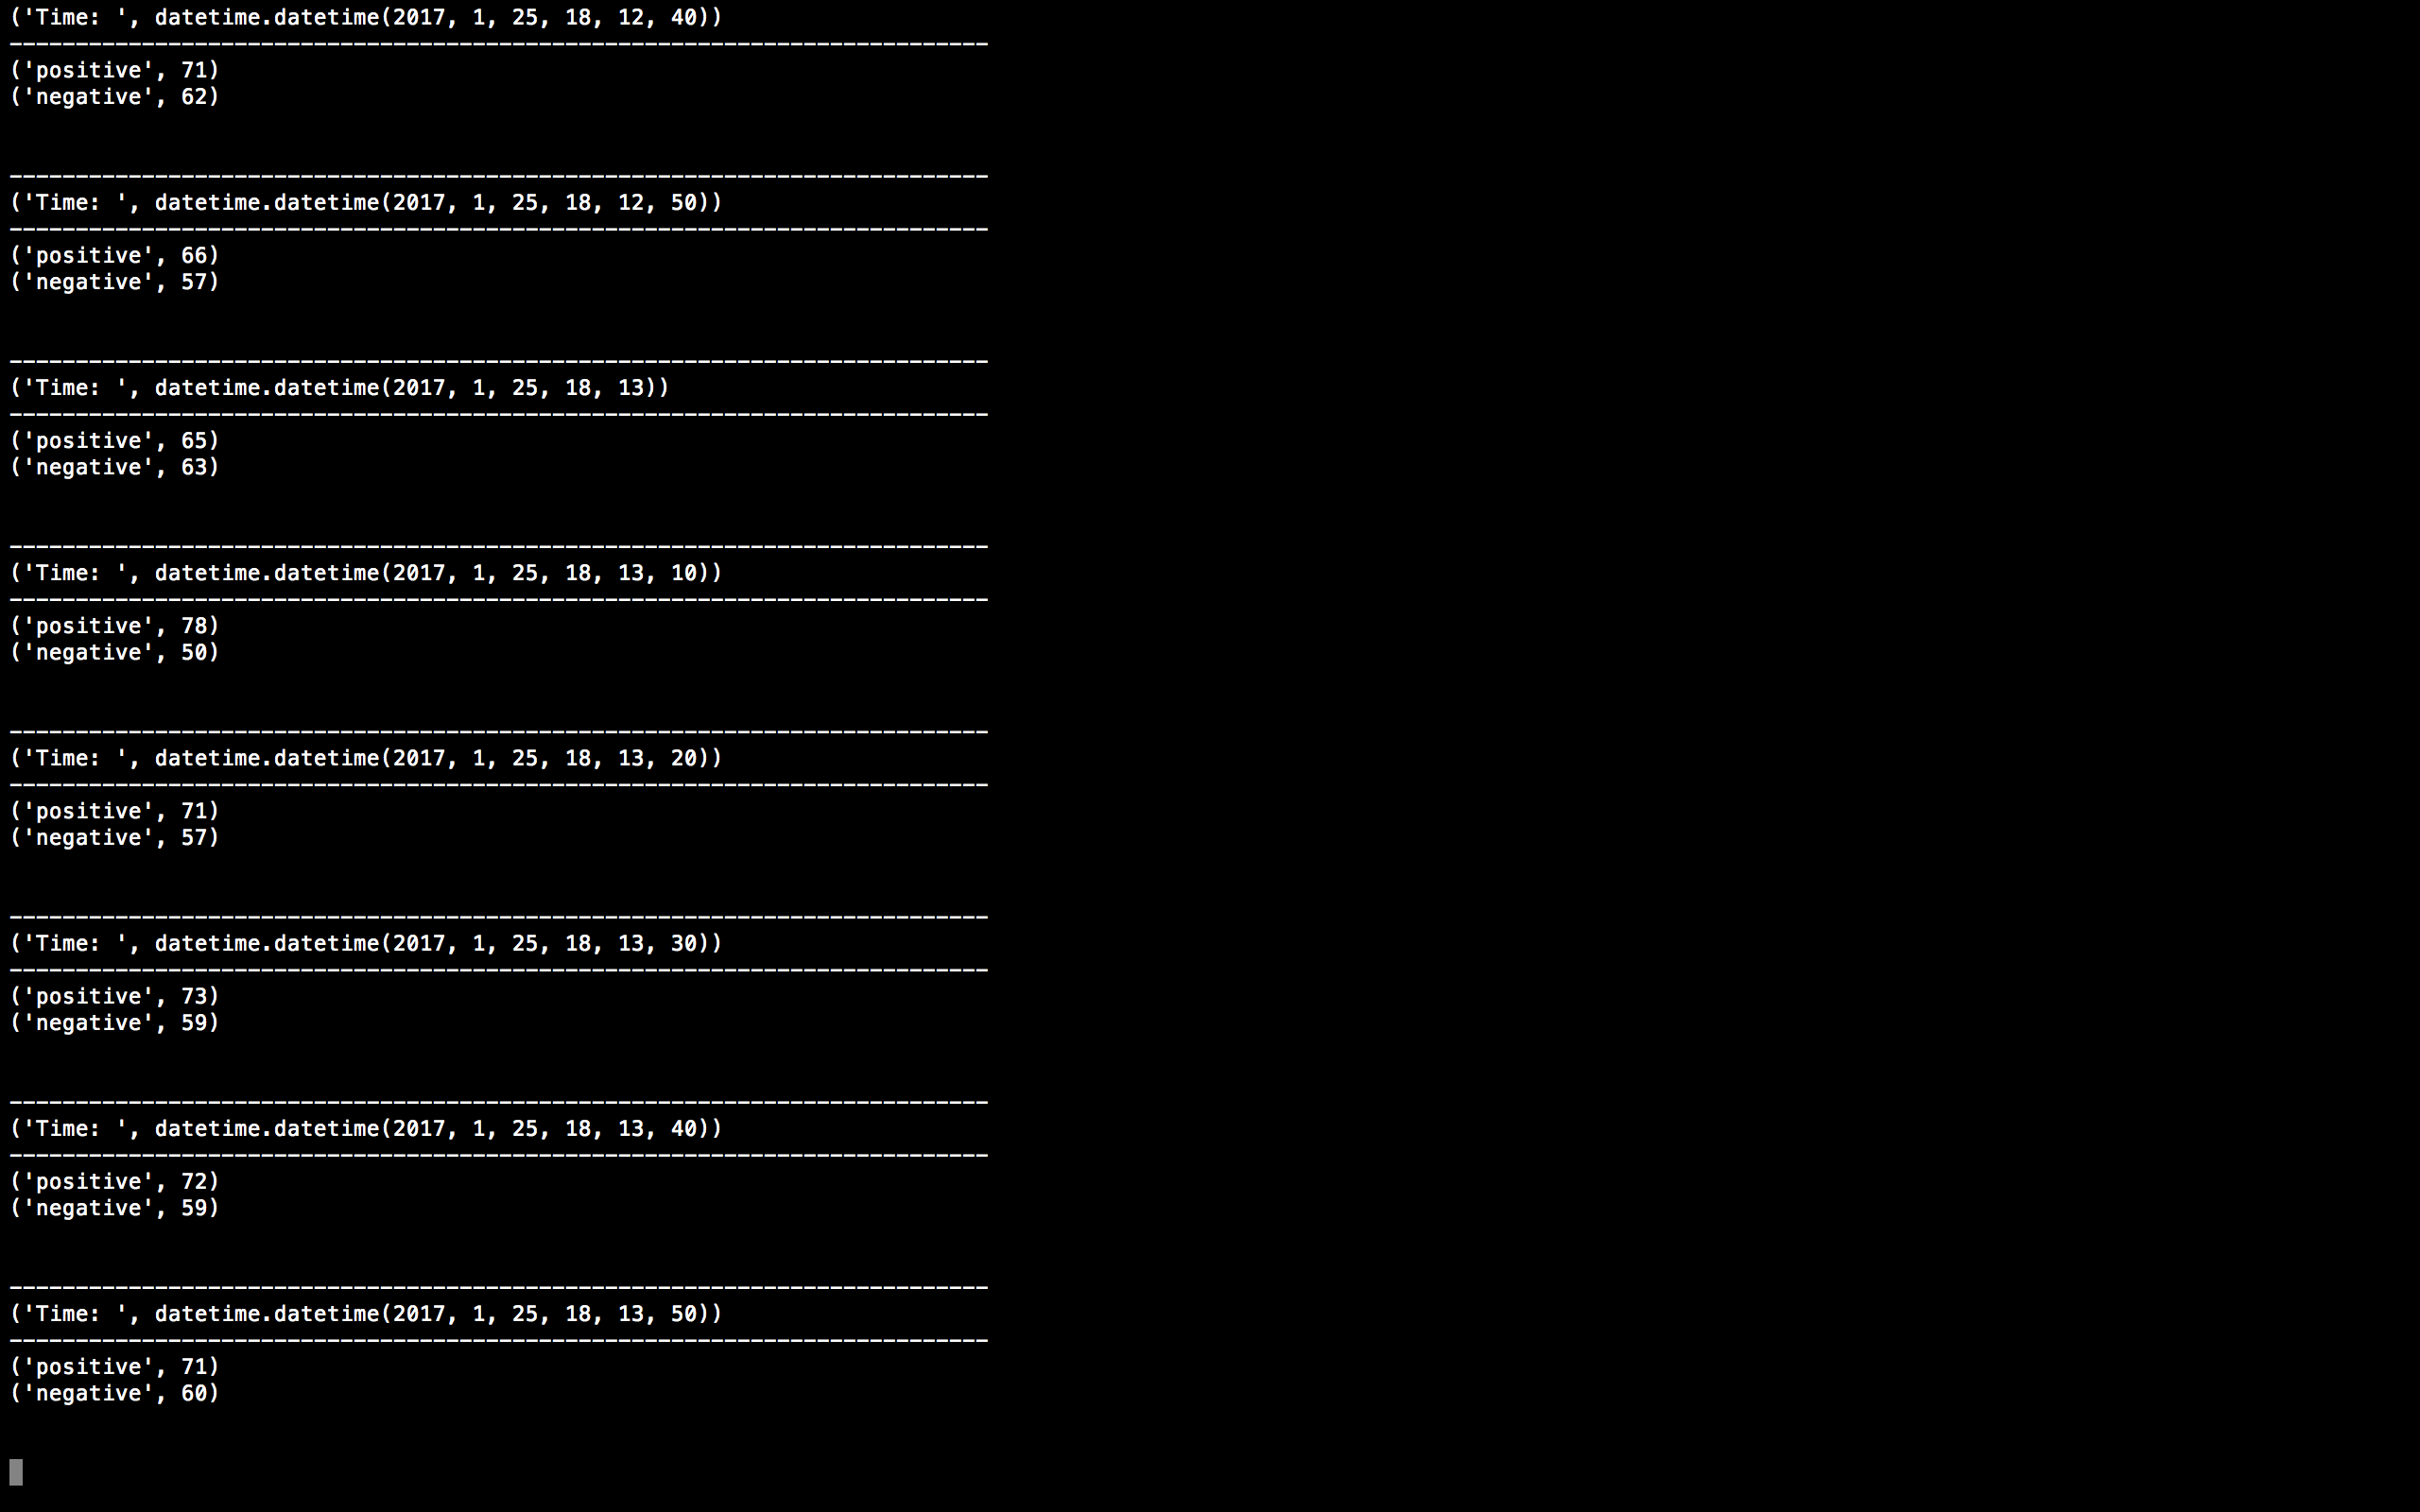 ('Time: ', datetime.datetime(2017, 1, 25, 18, 12, 40))
--------------------------------------------------------------------------
('positive', 71)
('negative', 62)
--------------------------------------------------------------------------
('Time: ', datetime.datetime(2017, 1, 25, 18, 12, 50))
--------------------------------------------------------------------------
('positive', 66)
('negative', 57)
--------------------------------------------------------------------------
('Time: ', datetime.datetime(2017, 1, 25, 18, 13))
--------------------------------------------------------------------------
('positive', 65)
('negative', 63)
--------------------------------------------------------------------------
('Time: ', datetime.datetime(2017, 1, 25, 18, 13, 10))
--------------------------------------------------------------------------
('positive', 78)
('negative', 50)
--------------------------------------------------------------------------
('Time: ', datetime.datetime(2017, 1, 25, 18, 13, 20))
--------------------------------------------------------------------------
('positive', 71)
('negative', 57)
--------------------------------------------------------------------------
('Time: ', datetime.datetime(2017, 1, 25, 18, 13, 30))
--------------------------------------------------------------------------
('positive', 73)
('negative', 59)
--------------------------------------------------------------------------
('Time: ', datetime.datetime(2017, 1, 25, 18, 13, 40))
--------------------------------------------------------------------------
('positive', 72)
('negative', 59)
--------------------------------------------------------------------------
('Time: ', datetime.datetime(2017, 1, 25, 18, 13, 50))
--------------------------------------------------------------------------
('positive', 71)
('negative', 60)